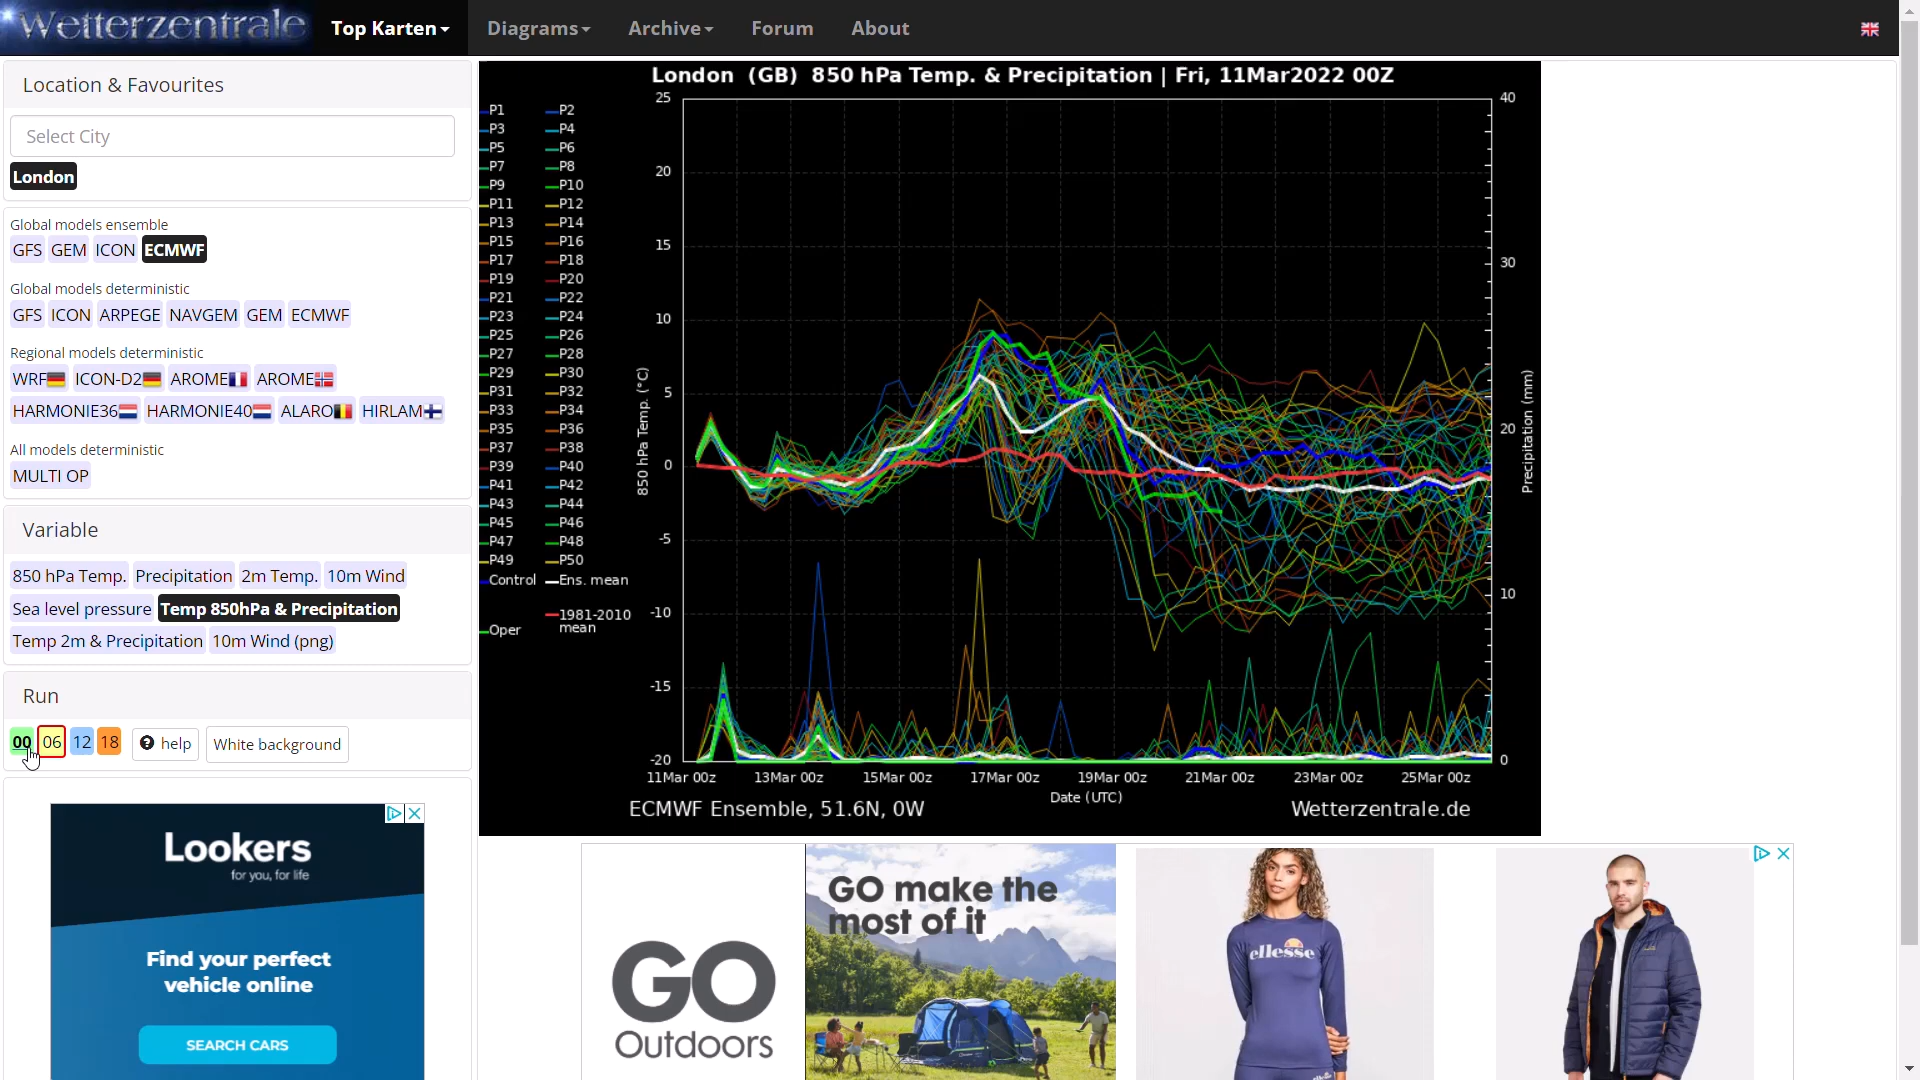 Wetterzentrale
Top Karten
Diagrams
Archive
Forum
About
Location & Favourites
Select City
London
Global models ensemble
GFS GEM ICON ECMWF
Global models deterministic
GFS ICON ARPEGE NAVGEM GEM ECMWF
Regional models deterministic
WRF ICON-D2 AROME AROME
HARMONIE36 HARMONIE40 ALARO HIRLAM
All models deterministic
MULTI OP
Variable
850 hPa Temp. Precipitation 2m Temp. 10m Wind
Sea level pressure Temp 850hPa & Precipitation
Temp 2m & Precipitation 10m Wind (png)
Run
00 06 12 18 help White background
Lookers
for you, for life
Find your perfect
vehicle online
SEARCH CARS
London (GB) 850 hPa Temp. & Precipitation | Fri, 11Mar2022 00Z
P1 P2
P3 P4
P5 P6
P7 P8
P9 P10
P11 P12
P13 P14
P15 P16
P17 P18
P19 P20
P21 P22
P23 P24
P25 P26
P27 P28
P29 P30
P31 P32
P33 P34
P35 P36
P37 P38
P39 P40
P41 P42
P43 P44
P45 P46
P47 P48
P49 P50
Control Ens. mean
1981-2010
mean
Oper
850 hPa Temp. (°C)
25
20
15
10
5
0
-5
-10
-15
-20
40
30
20
10
0
Precipitation (mm)
11Mar 00z 13Mar 00z 15Mar 00z 17Mar 00z 19Mar 00z 21Mar 00z 23Mar 00z 25Mar 00z
Date (UTC)
ECMWF Ensemble, 51.6N, 0W
Wetterzentrale.de
GO
Outdoors
GO make the
most of it
ellesse